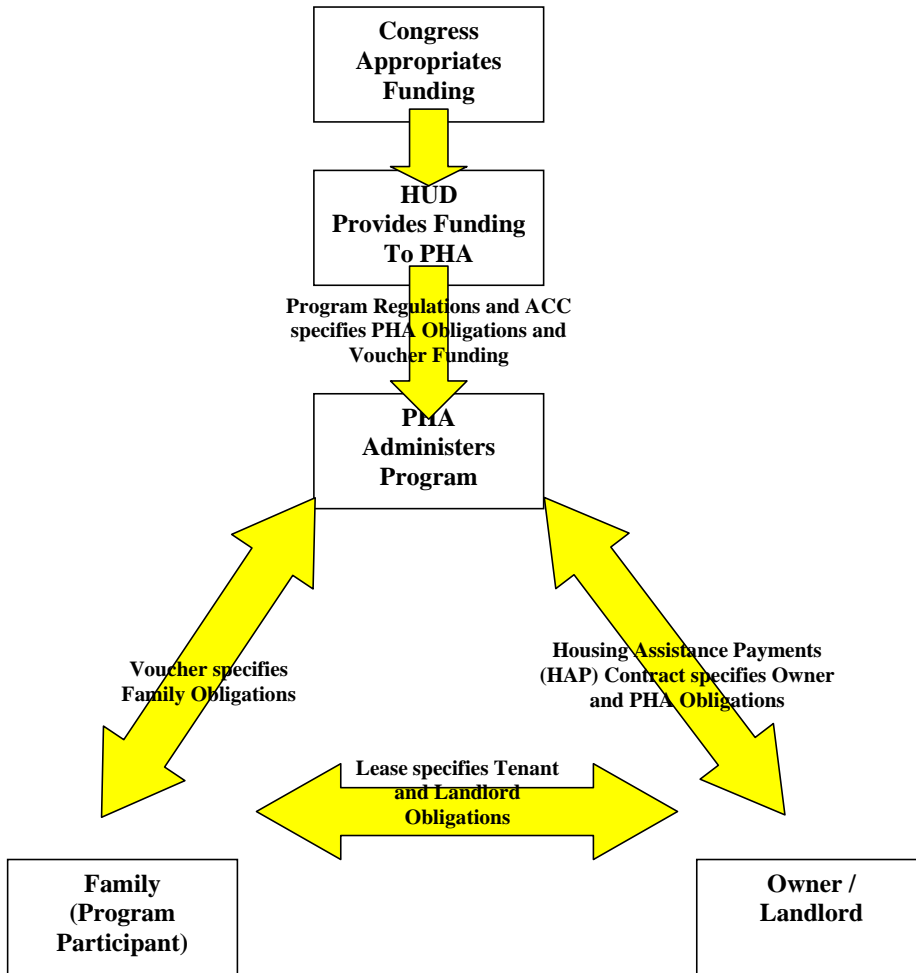 Congress
Appropriates
Funding
HUD
Provides Funding
To PHA
Program Regulations and ACC
specifies PHA Obligations and
Voucher Funding
PHA
Administers
Program
Voucher specifies
Family Obligations
Housing Assistance Payments
(HAP) Contract specifies Owner
and PHA Obligations
Lease specifies Tenant
and Landlord
Obligations
Family
(Program
Participant)
Owner /
Landlord